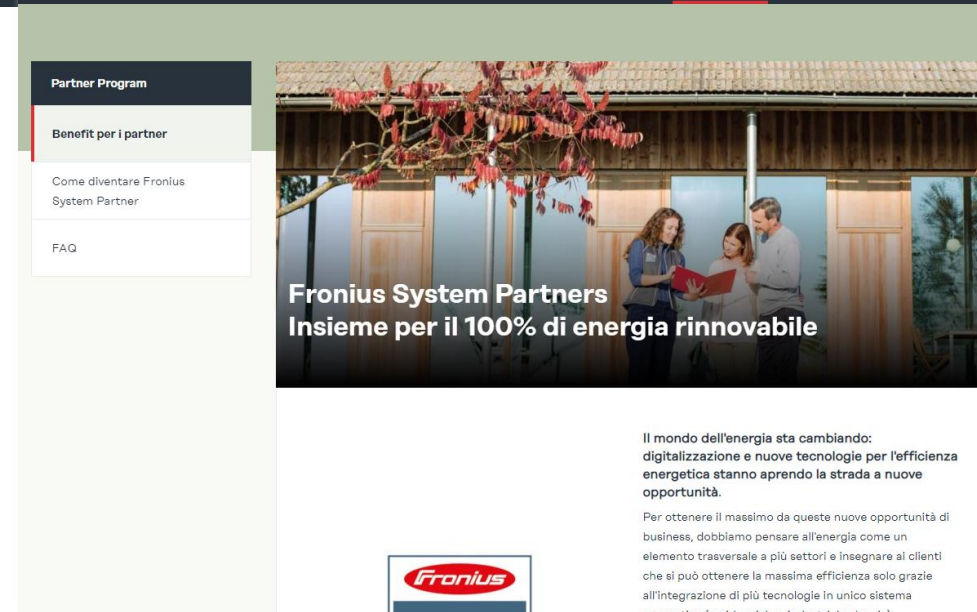 Partner Program
Benefit per i partner
Come diventare Fronius
System Partner
FAQ
Fronius System Partners
Insieme per il 100% di energia rinnovabile
Il mondo dell'energia sta cambiando:
digitalizzazione e nuove tecnologie per l'efficienza
energetica stanno aprendo la strada a nuove
opportunità.
Per ottenere il massimo da queste nuove opportunità di
business, dobbiamo pensare all'energia come un
elemento trasversale a più settori e insegnare ai clienti
che si può ottenere la massima efficienza solo grazie
all'integrazione di più tecnologie in unico sistema
Fronius